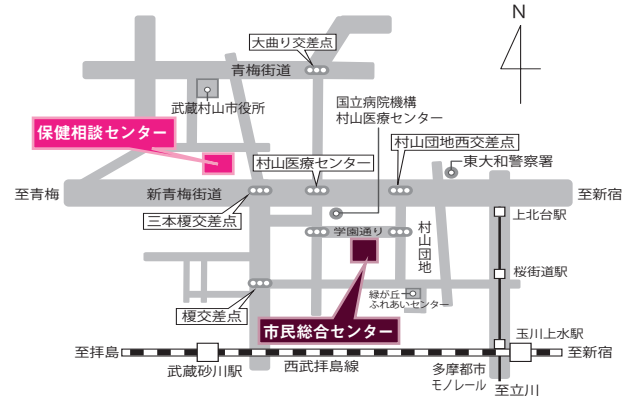 N
大曲り交差点
青梅街道
武蔵村山市役所
国立病院機構
村山医療センター
保健相談センター
村山医療センター
村山団地西交差点
東大和警察署
至青梅
新青梅街道
至新宿
三本榎交差点
上北台駅
学園通り
村山団地
桜街道駅
緑が丘
ふれあいセンター
榎交差点
市民総合センター
玉川上水駅
至拝島
至新宿
武蔵砂川駅
西武拝島線
多摩都市
モノレール
至立川